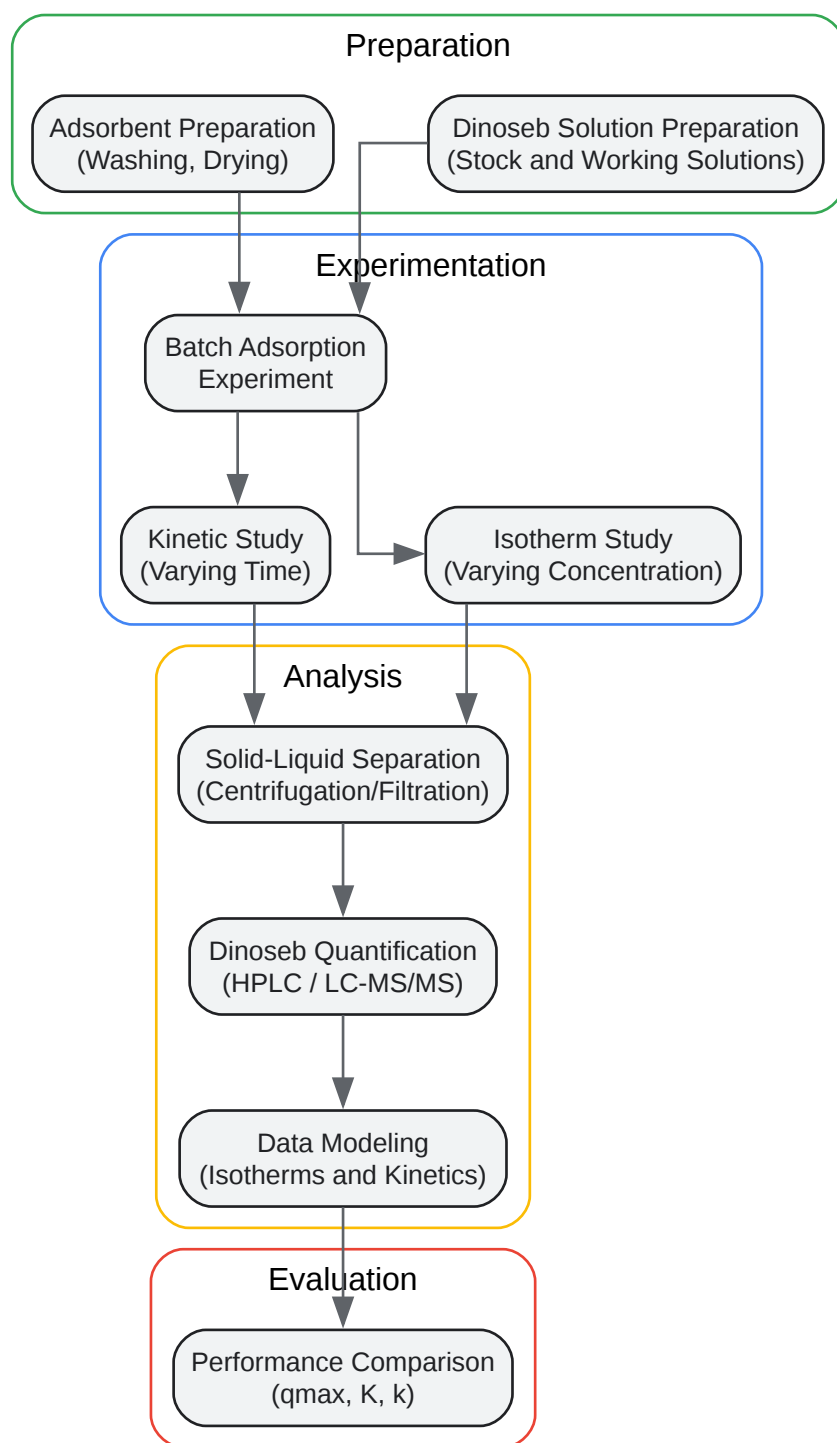 Preparation
Adsorbent Preparation
(Washing, Drying)
Dinoseb Solution Preparation
(Stock and Working Solutions)
Experimentation
Batch Adsorption
Experiment
Kinetic Study
(Varying Time)
Isotherm Study
(Varying Concentration)
Analysis
Solid-Liquid Separation
(Centrifugation/Filtration)
Dinoseb Quantification
(HPLC / LC-MS/MS)
Data Modeling
(Isotherms and Kinetics)
Evaluation
Performance Comparison
(qmax, K, k)